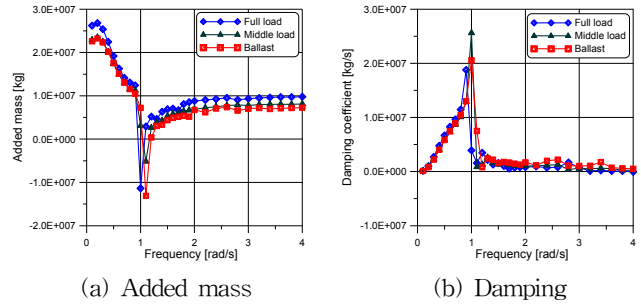 3.0E+007
2.0E+007
1.0E+007
0.0E+000
-1.0E+007
-2.0E+007
Added mass [kg]
0 1 2 3 4
Frequency [rad/s]
Full load
Middle load
Ballast
(a) Added mass
3.0E+007
2.0E+007
1.0E+007
0.0E+000
-1.0E+007
Damping coefficient [kg/s]
0 1 2 3 4
Frequency [rad/s]
Full load
Middle load
Ballast
(b) Damping